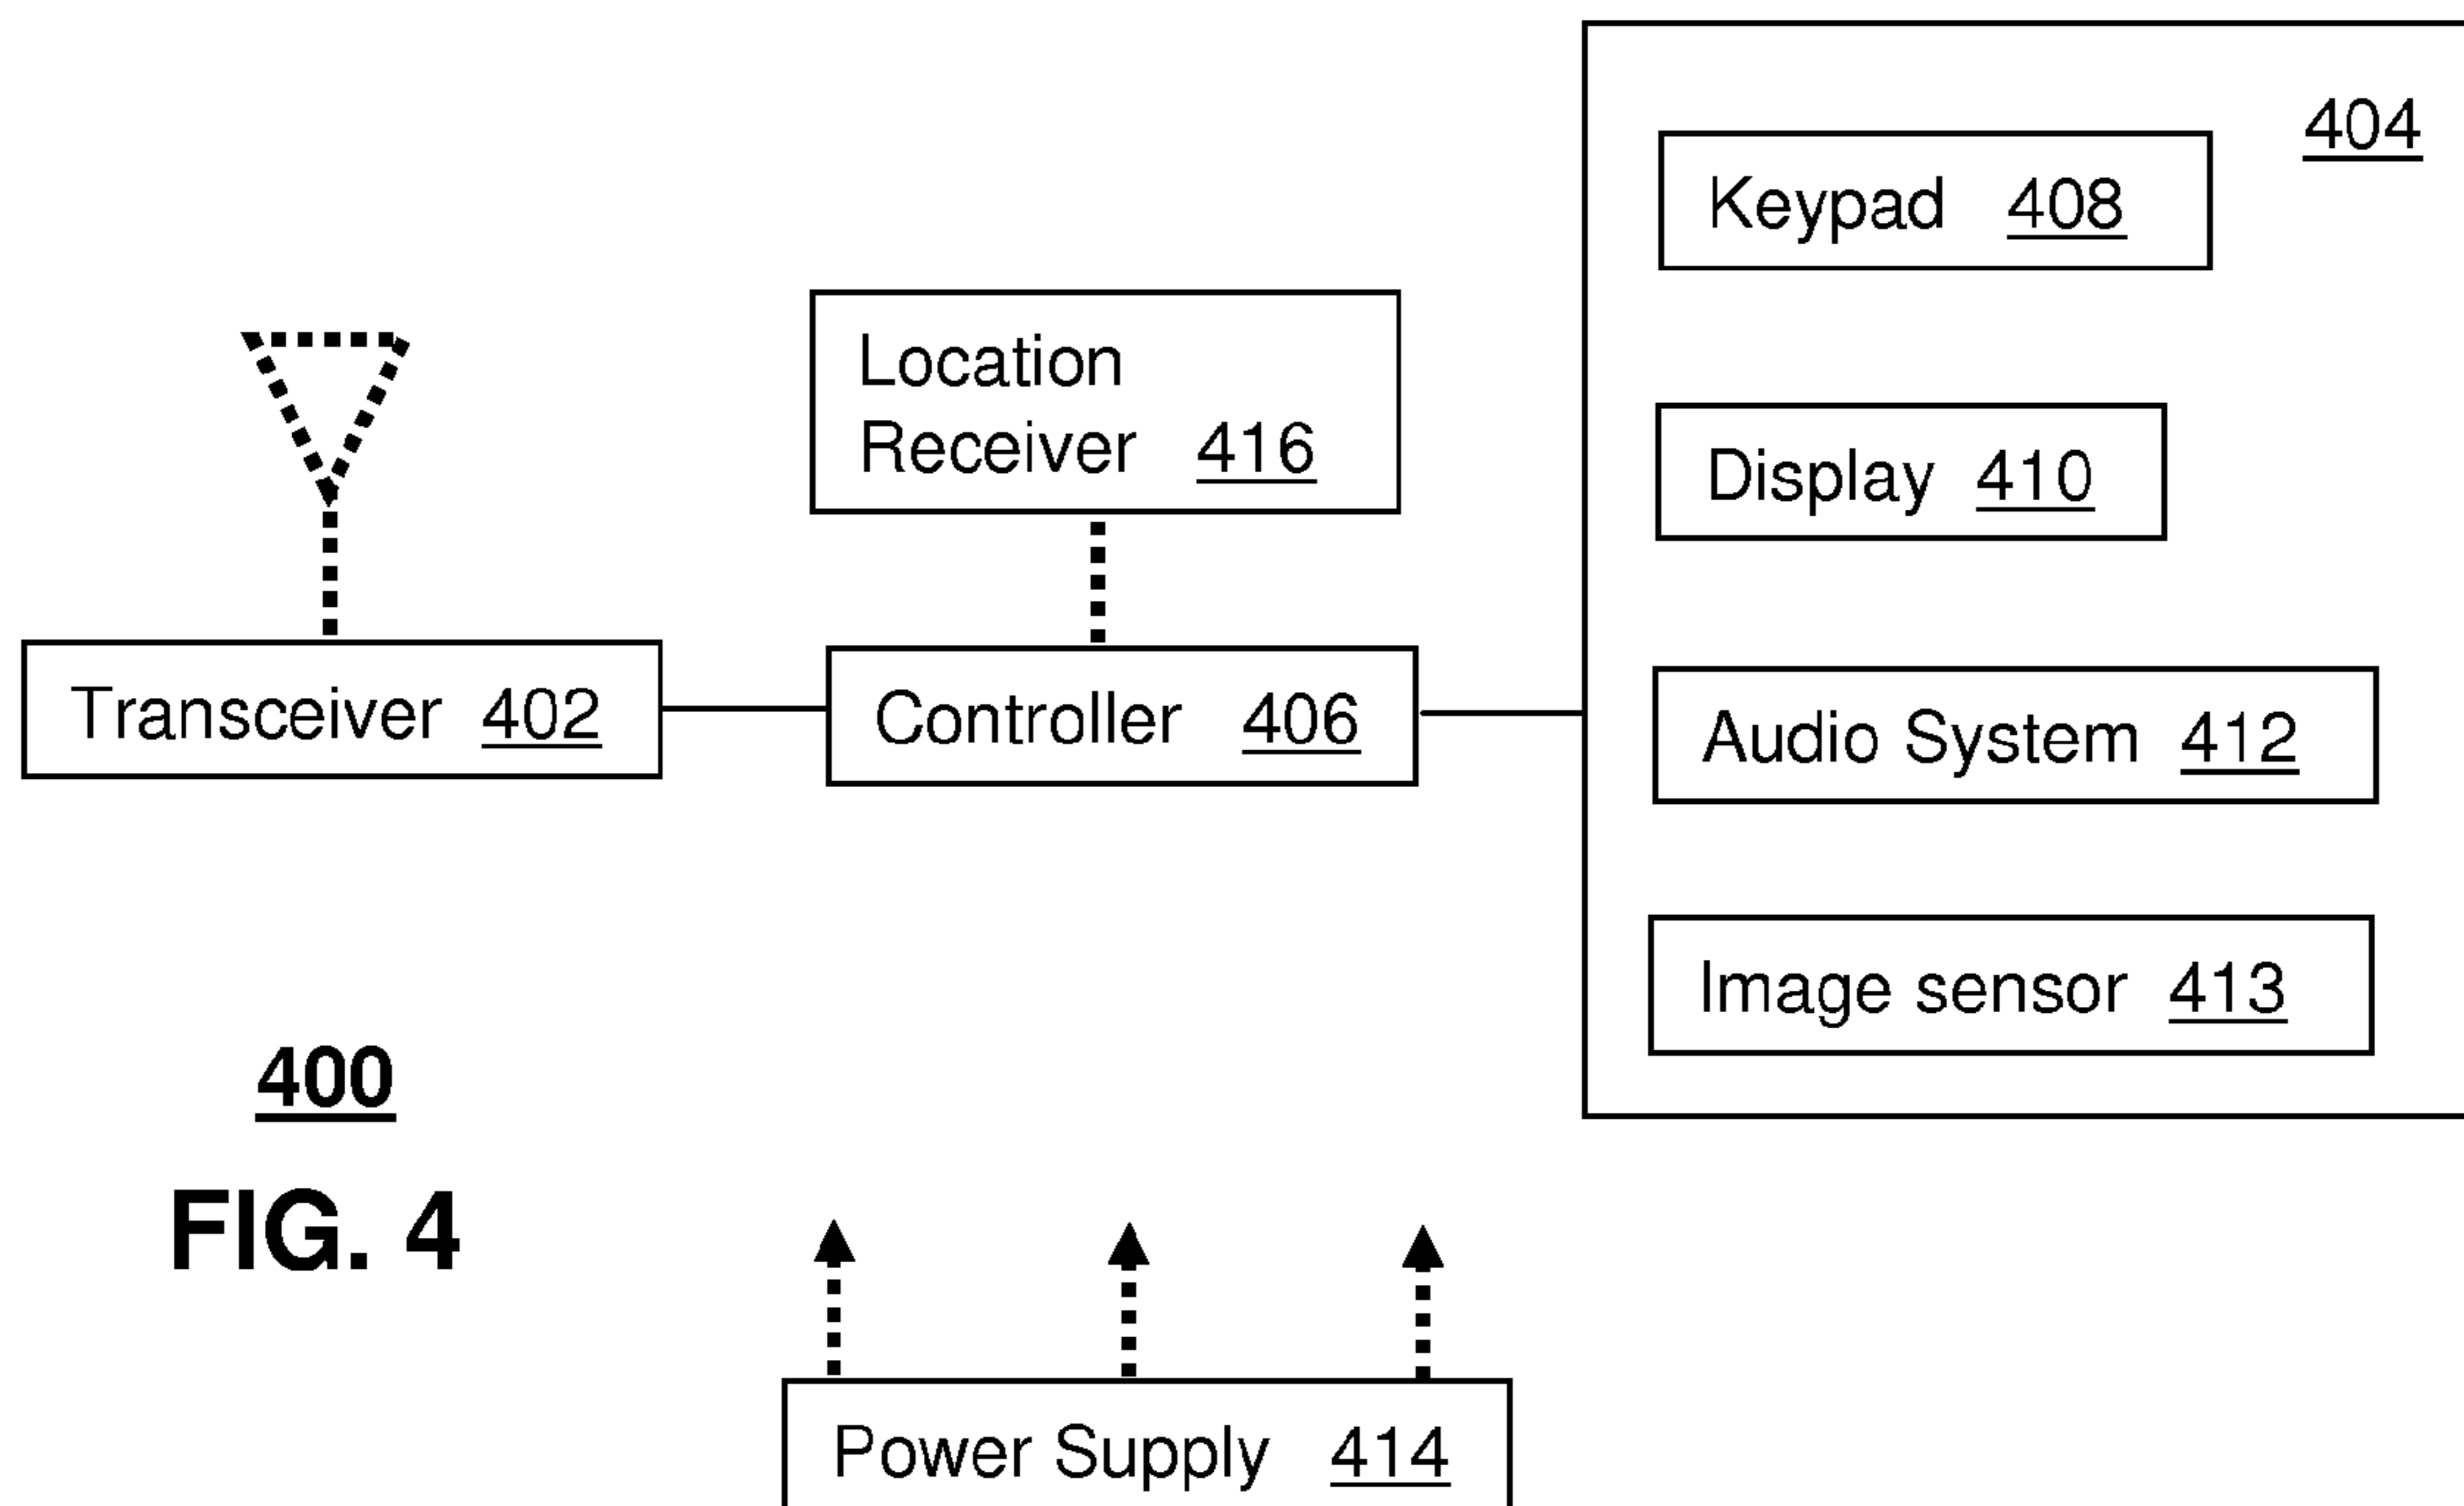 404
Keypad 408
Location
Receiver 416
Display 410
Transceiver 402
Controller 406
Audio System 412
Image sensor 413
400
FIG. 4
Power Supply 414